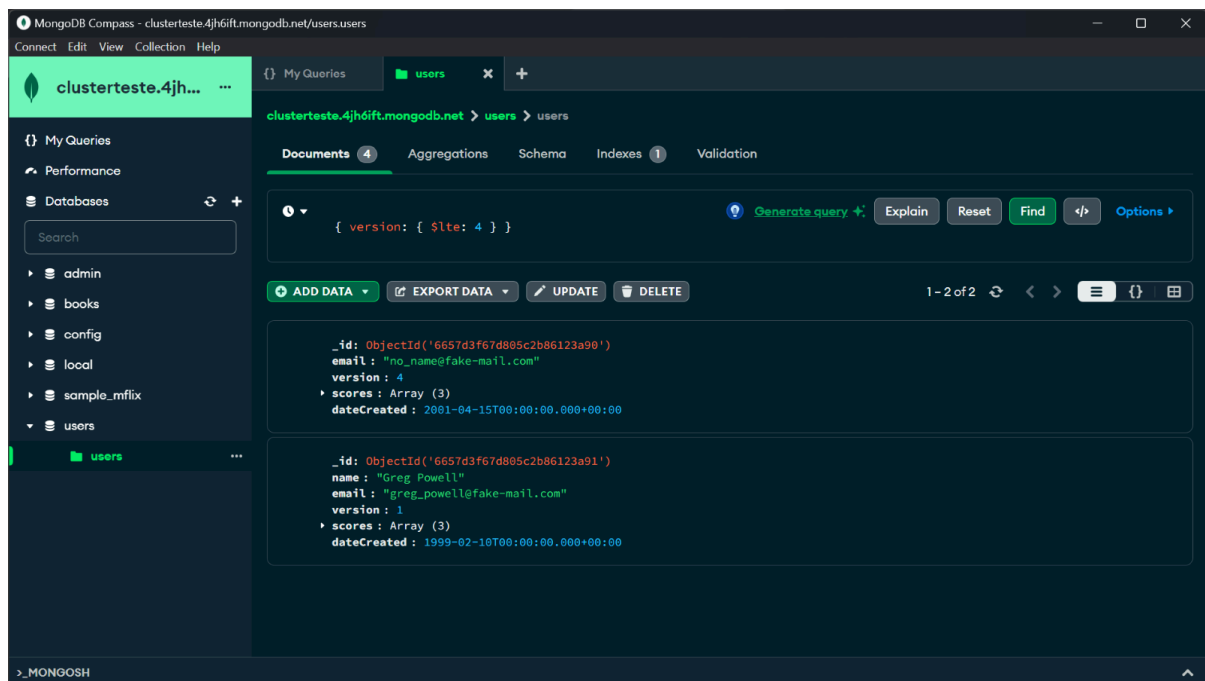 MongoDB Compass - clusterteste.4jh6ift.mongodb.net/users.users
Connect Edit View Collection Help
clusterteste.4jh... ...
{} My Queries
Performance
Databases
Search
admin
books
config
local
sample_mflix
users
users ...
{} My Queries users
clusterteste.4jh6ift.mongodb.net > users > users
Documents 4 Aggregations Schema Indexes 1 Validation
{ version: { $lte: 4 } }
Generate query Explain Reset Find </> Options
ADD DATA EXPORT DATA UPDATE DELETE 1 – 2 of 2 {}
_id: ObjectId('6657d3f67d805c2b86123a90')
email : "no_name@fake-mail.com"
version : 4
scores : Array (3)
dateCreated : 2001-04-15T00:00:00.000+00:00
_id: ObjectId('6657d3f67d805c2b86123a91')
name : "Greg Powell"
email : "greg_powell@fake-mail.com"
version : 1
scores : Array (3)
dateCreated : 1999-02-10T00:00:00.000+00:00
>_MONGOSH